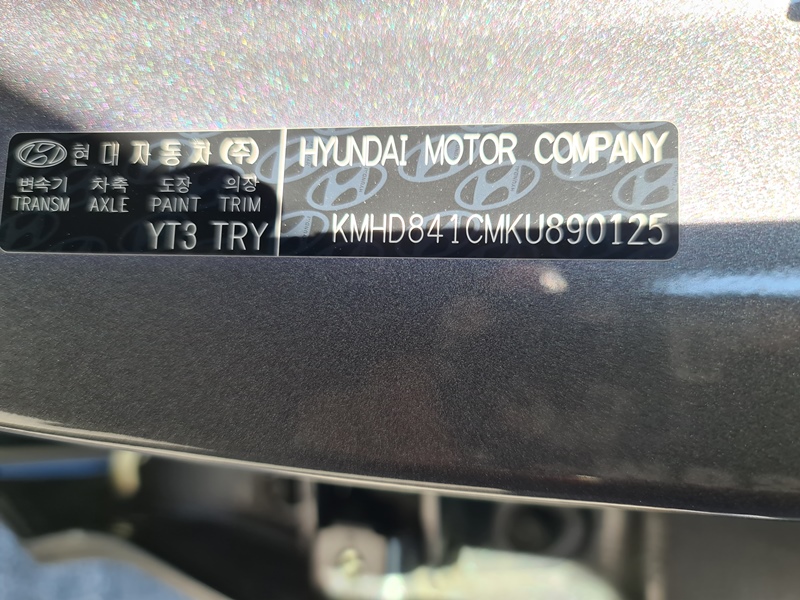 현대자동차(주)
변속기 차축 도장 의장
TRANSM AXLE PAINT TRIM
YT3 TRY
HYUNDAI MOTOR COMPANY
KMHD841CMKU890125